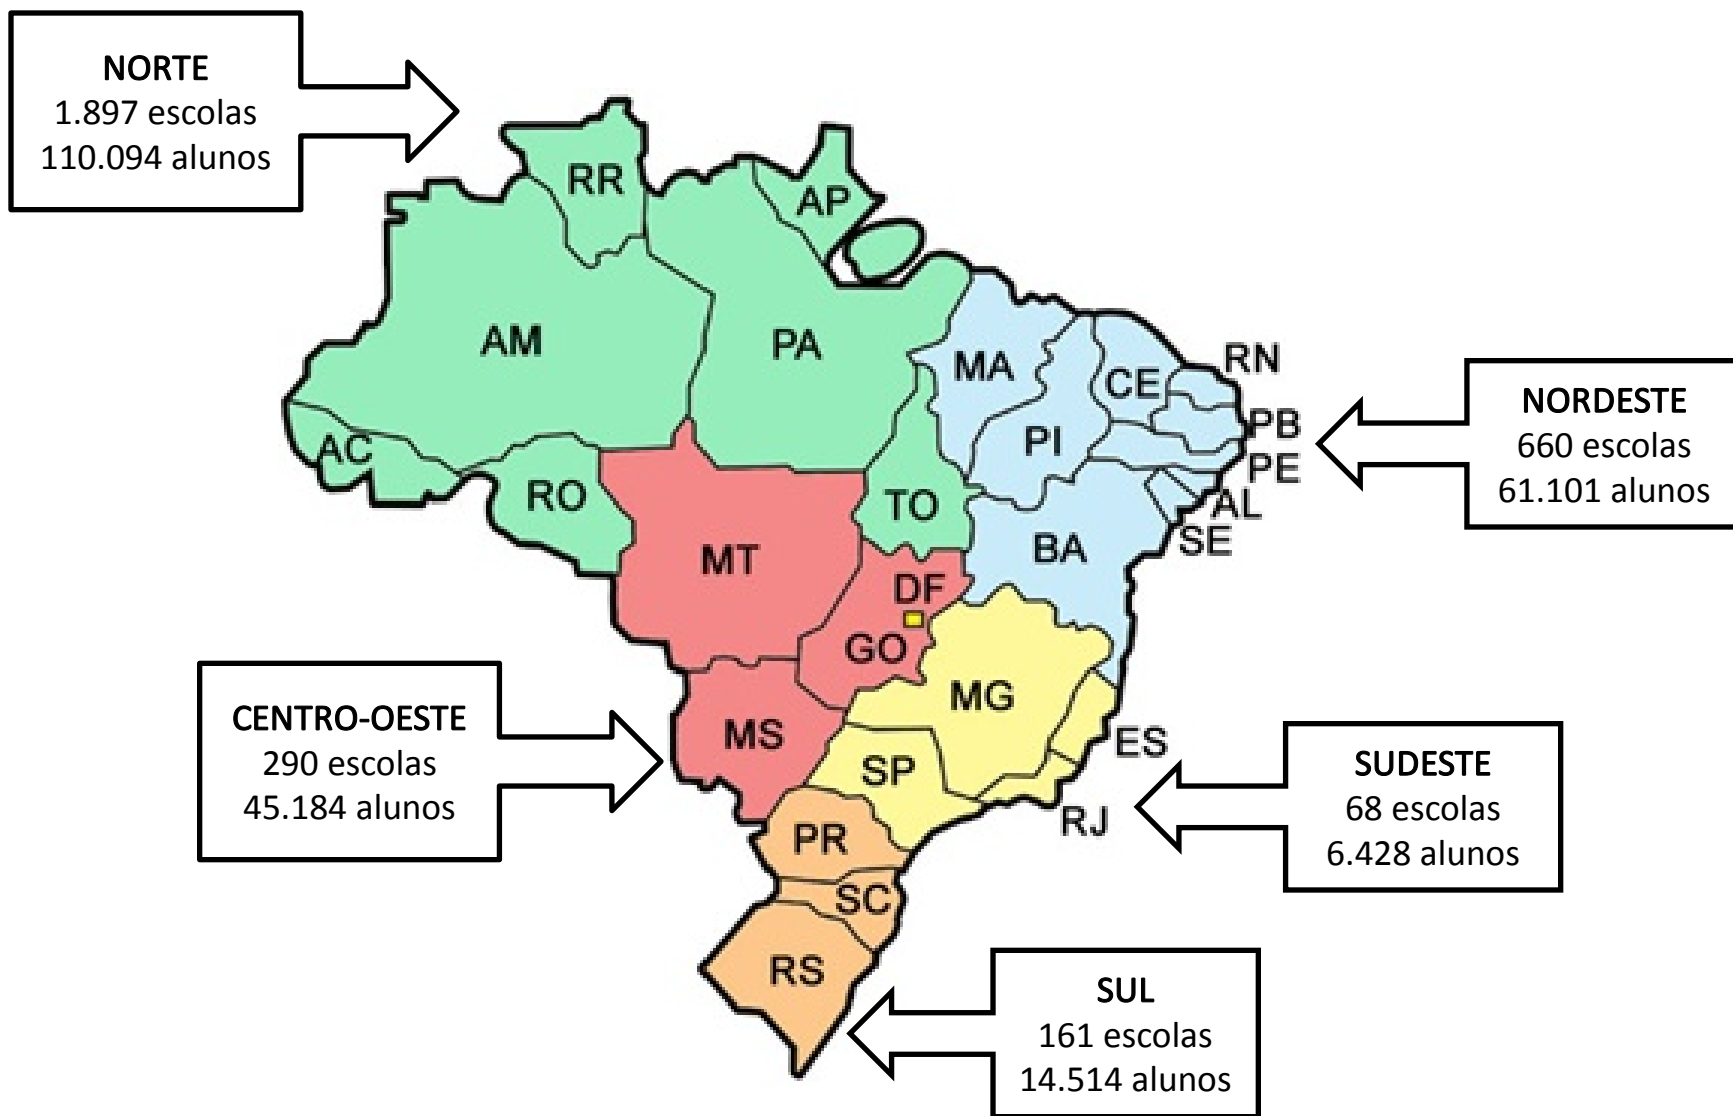 NORTE
1.897 escolas
110.094 alunos
RR
AP
AM
PA
MA
CE
RN
PI
PB
PE
AC
RO
TO
AL
SE
BA
MT
DF
GO
MG
MS
ES
SP
RJ
PR
SC
RS
NORDESTE
660 escolas
61.101 alunos
CENTRO-OESTE
290 escolas
45.184 alunos
SUDESTE
68 escolas
6.428 alunos
SUL
161 escolas
14.514 alunos